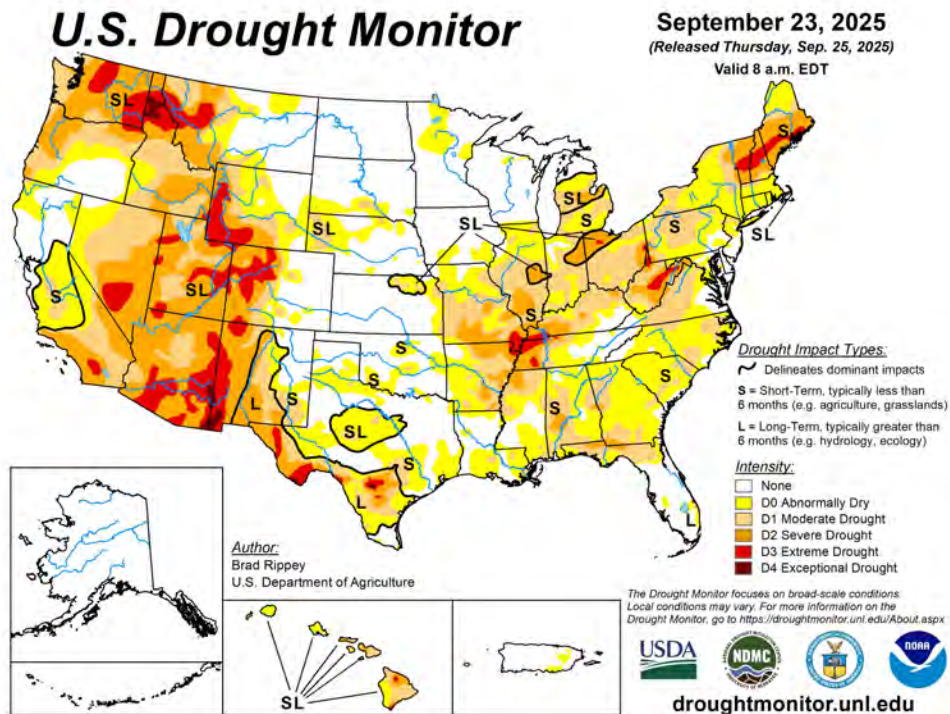 U.S. Drought Monitor
September 23, 2025
(Released Thursday, Sep. 25, 2025)
Valid 8 a.m. EDT
SL
S
SL
S
SL
SL
S
SL
S
SL
S
S
S
S
L
S
SL
S
S
S
L
L
Drought Impact Types:
Delineates dominant impacts
S = Short-Term, typically less than
6 months (e.g. agriculture, grasslands)
L = Long-Term, typically greater than
6 months (e.g. hydrology, ecology)
Intensity:
None
D0 Abnormally Dry
D1 Moderate Drought
D2 Severe Drought
D3 Extreme Drought
D4 Exceptional Drought
Author:
Brad Rippey
U.S. Department of Agriculture
SL
The Drought Monitor focuses on broad-scale conditions.
Local conditions may vary. For more information on the
Drought Monitor, go to https://droughtmonitor.unl.edu/About.aspx
USDA
NDMC
NOAA
droughtmonitor.unl.edu